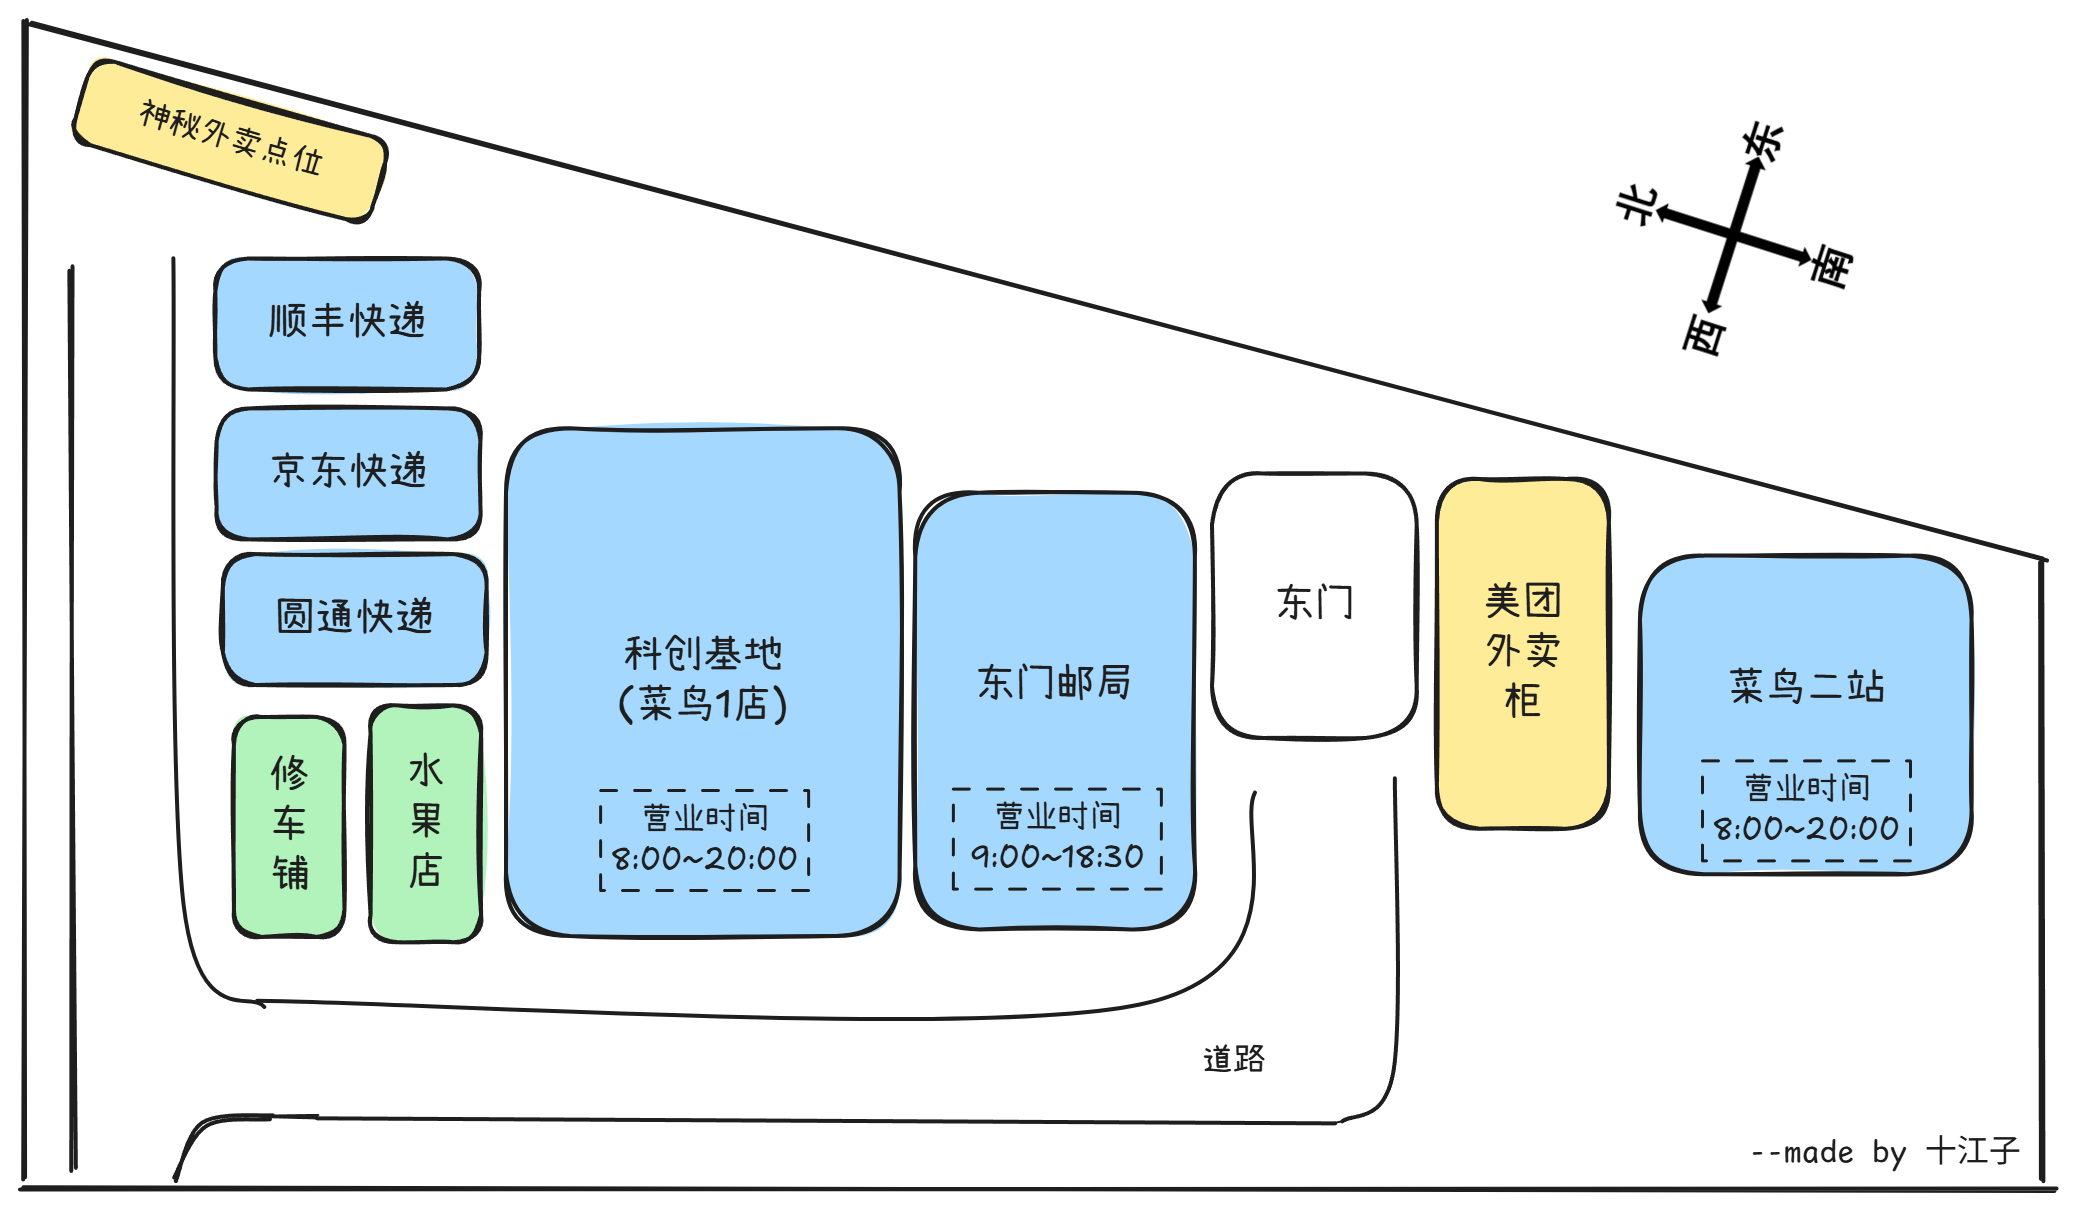 神秘外卖点位
东
北
南
西
顺丰快递
京东快递
圆通快递
修
车
铺
水
果
店
科创基地
(菜鸟1店)
营业时间
8:00~20:00
东门邮局
营业时间
9:00~18:30
东门
美团
外卖
柜
菜鸟二站
营业时间
8:00~20:00
道路
--made by 十江子